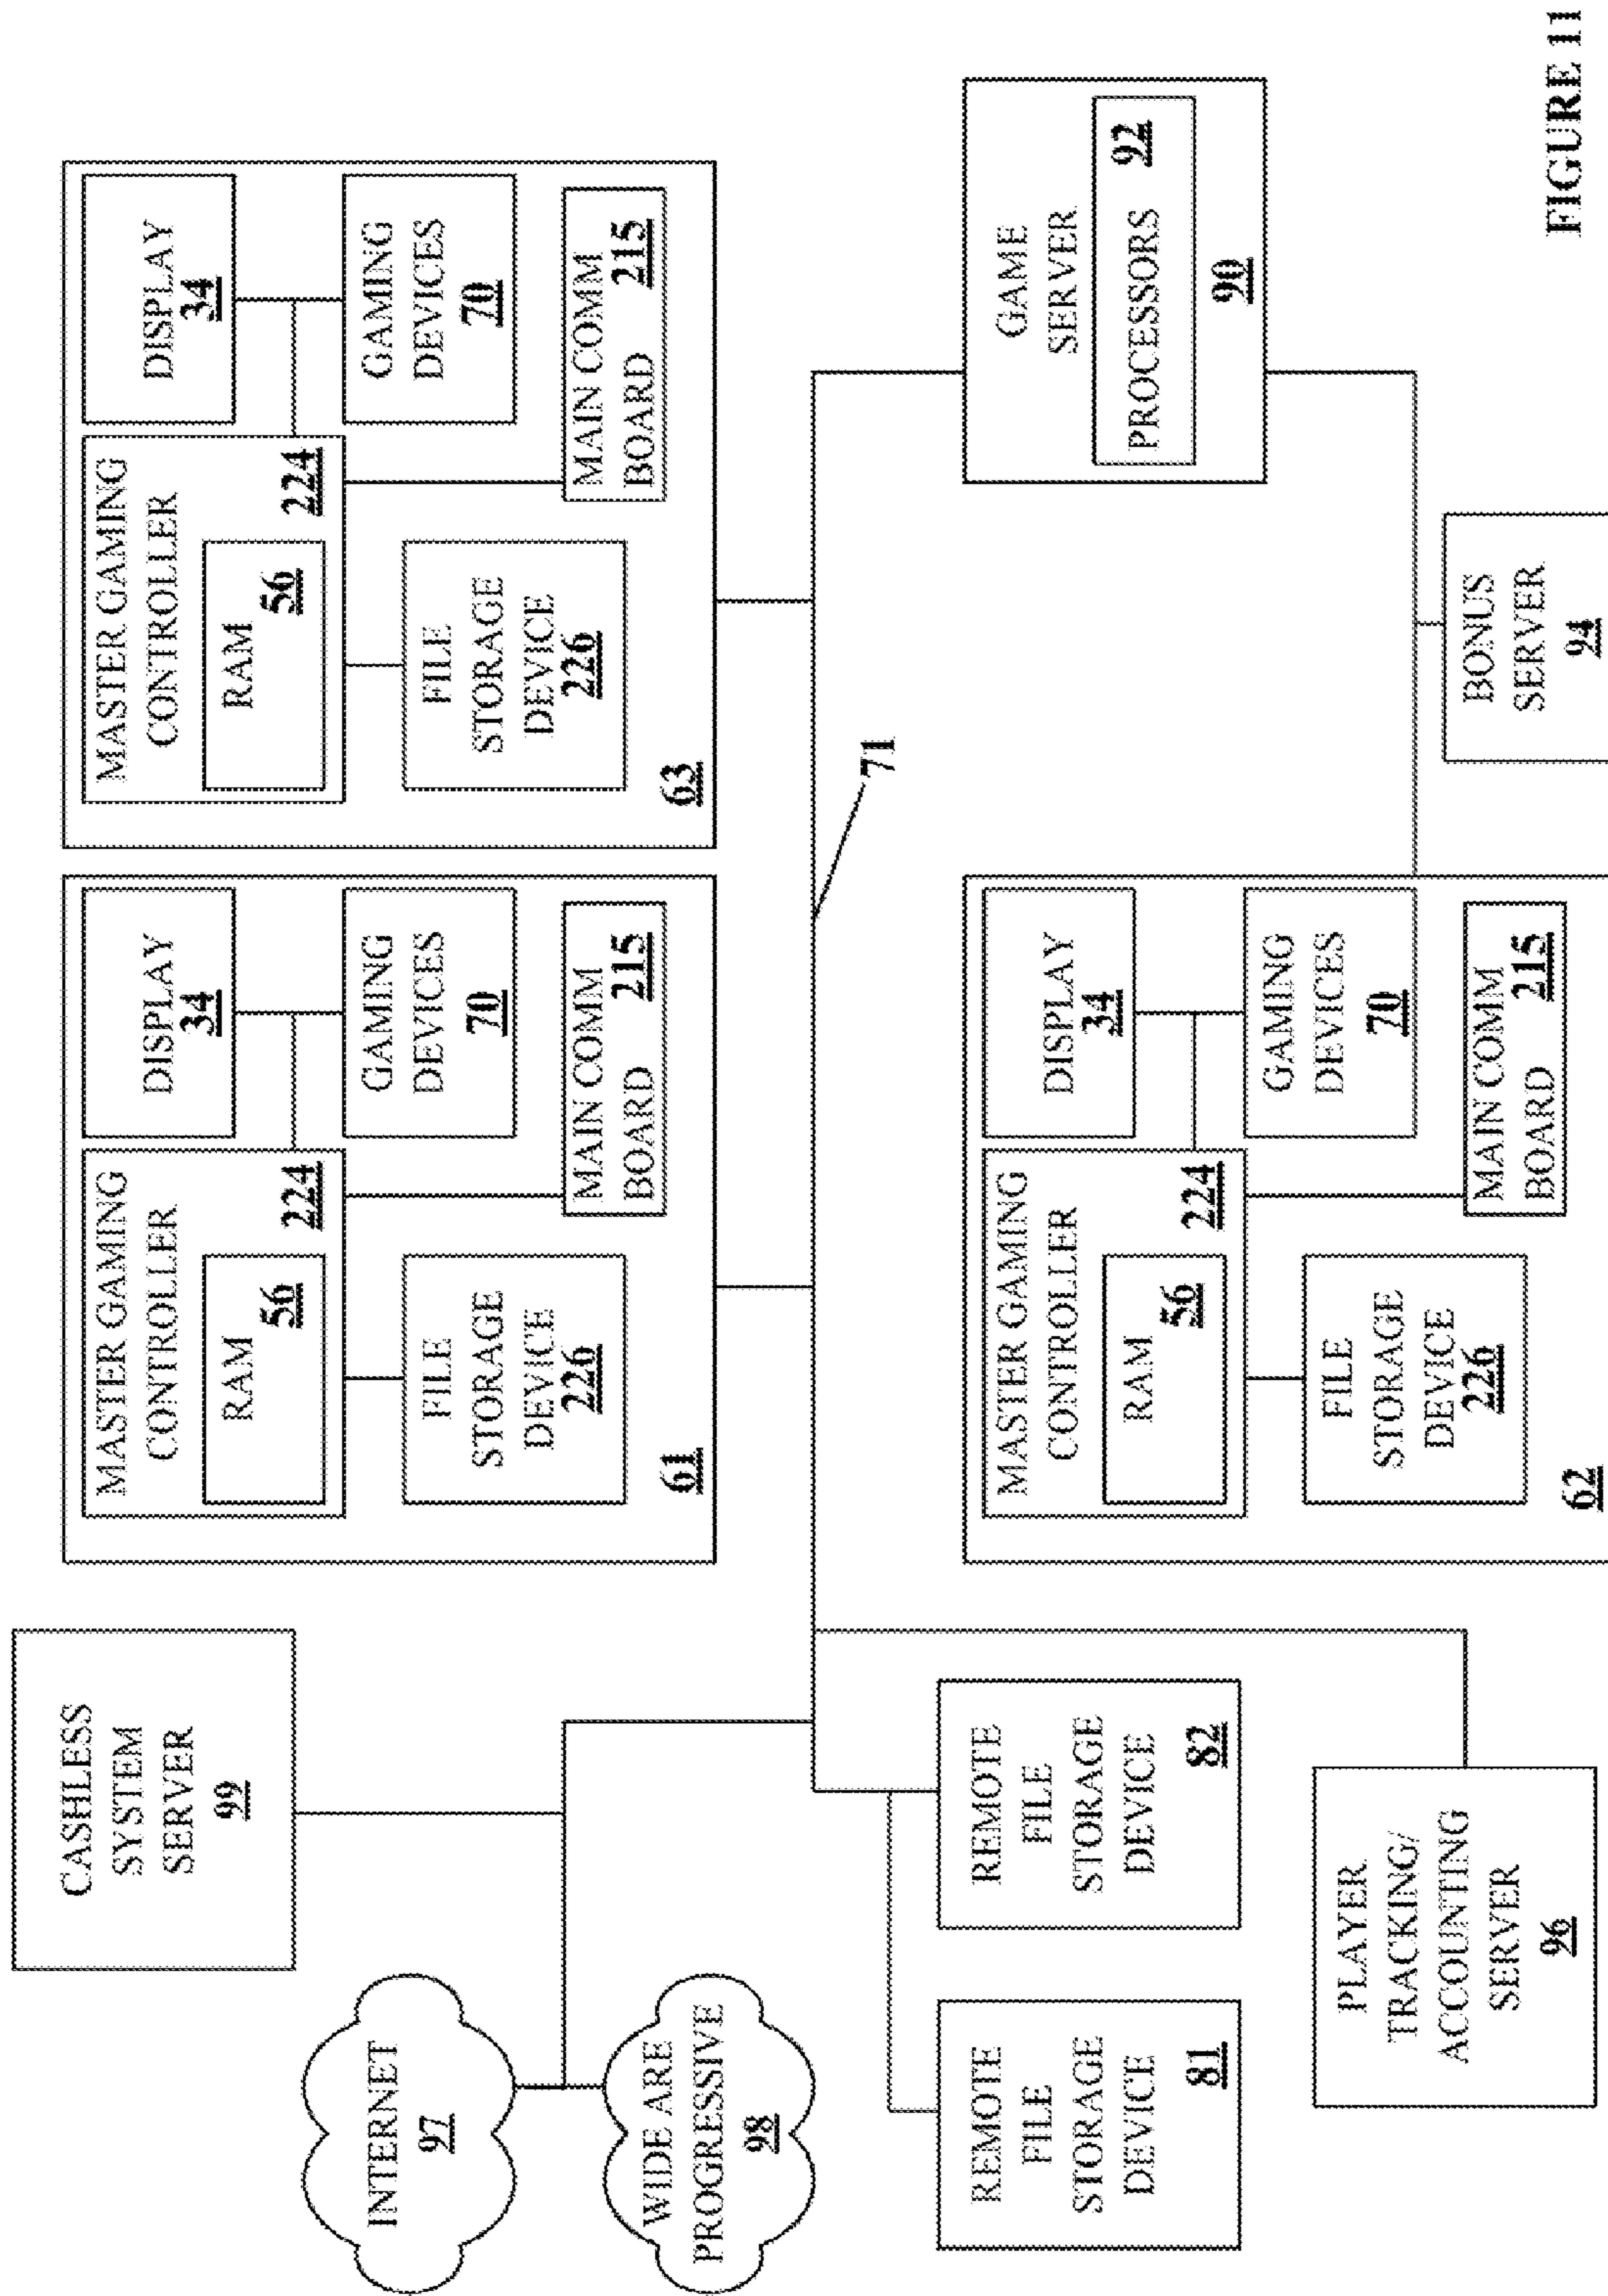 CASHLESS
SYSTEM
SERVER
99
INTERNET
97
WIDE ARE
PROGRESSIVE
98
MASTER GAMING
CONTROLLER
224
RAM
56
DISPLAY
34
GAMING
DEVICES
70
FILE
STORAGE
DEVICE
226
MAIN COMM
BOARD
215
61
MASTER GAMING
CONTROLLER
224
RAM
56
DISPLAY
34
GAMING
DEVICES
70
FILE
STORAGE
DEVICE
226
MAIN COMM
BOARD
215
63
71
REMOTE
FILE
STORAGE
DEVICE
81
REMOTE
FILE
STORAGE
DEVICE
82
PLAYER
TRACKING/
ACCOUNTING
SERVER
96
MASTER GAMING
CONTROLLER
224
RAM
56
DISPLAY
34
GAMING
DEVICES
70
FILE
STORAGE
DEVICE
226
MAIN COMM
BOARD
215
62
GAME
SERVER
PROCESSORS
92
90
BONUS
SERVER
94
FIGURE 11